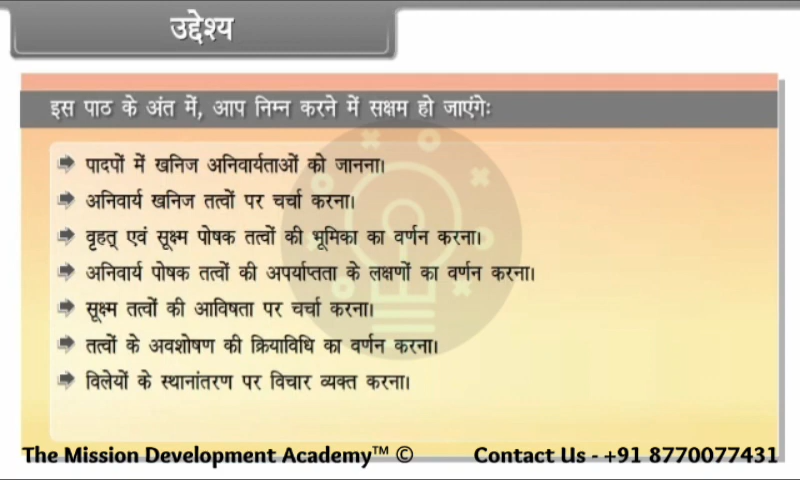 उद्देश्य
इस पाठ के अंत में, आप निम्न करने में सक्षम हो जाएंगेः
पादपों में खनिज अनिवार्यताओं को जानना।
अनिवार्य खनिज तत्वों पर चर्चा करना।
वृहत् एवं सूक्ष्म पोषक तत्वों की भूमिका का वर्णन करना।
अनिवार्य पोषक तत्वों की अपर्याप्तता के लक्षणों का वर्णन करना।
सूक्ष्म तत्वों की आविषता पर चर्चा करना।
तत्वों के अवशोषण की क्रियाविधि का वर्णन करना।
विलेयों के स्थानांतरण पर विचार व्यक्त करना।
The Mission Development Academy™ © Contact Us - +91 8770077431